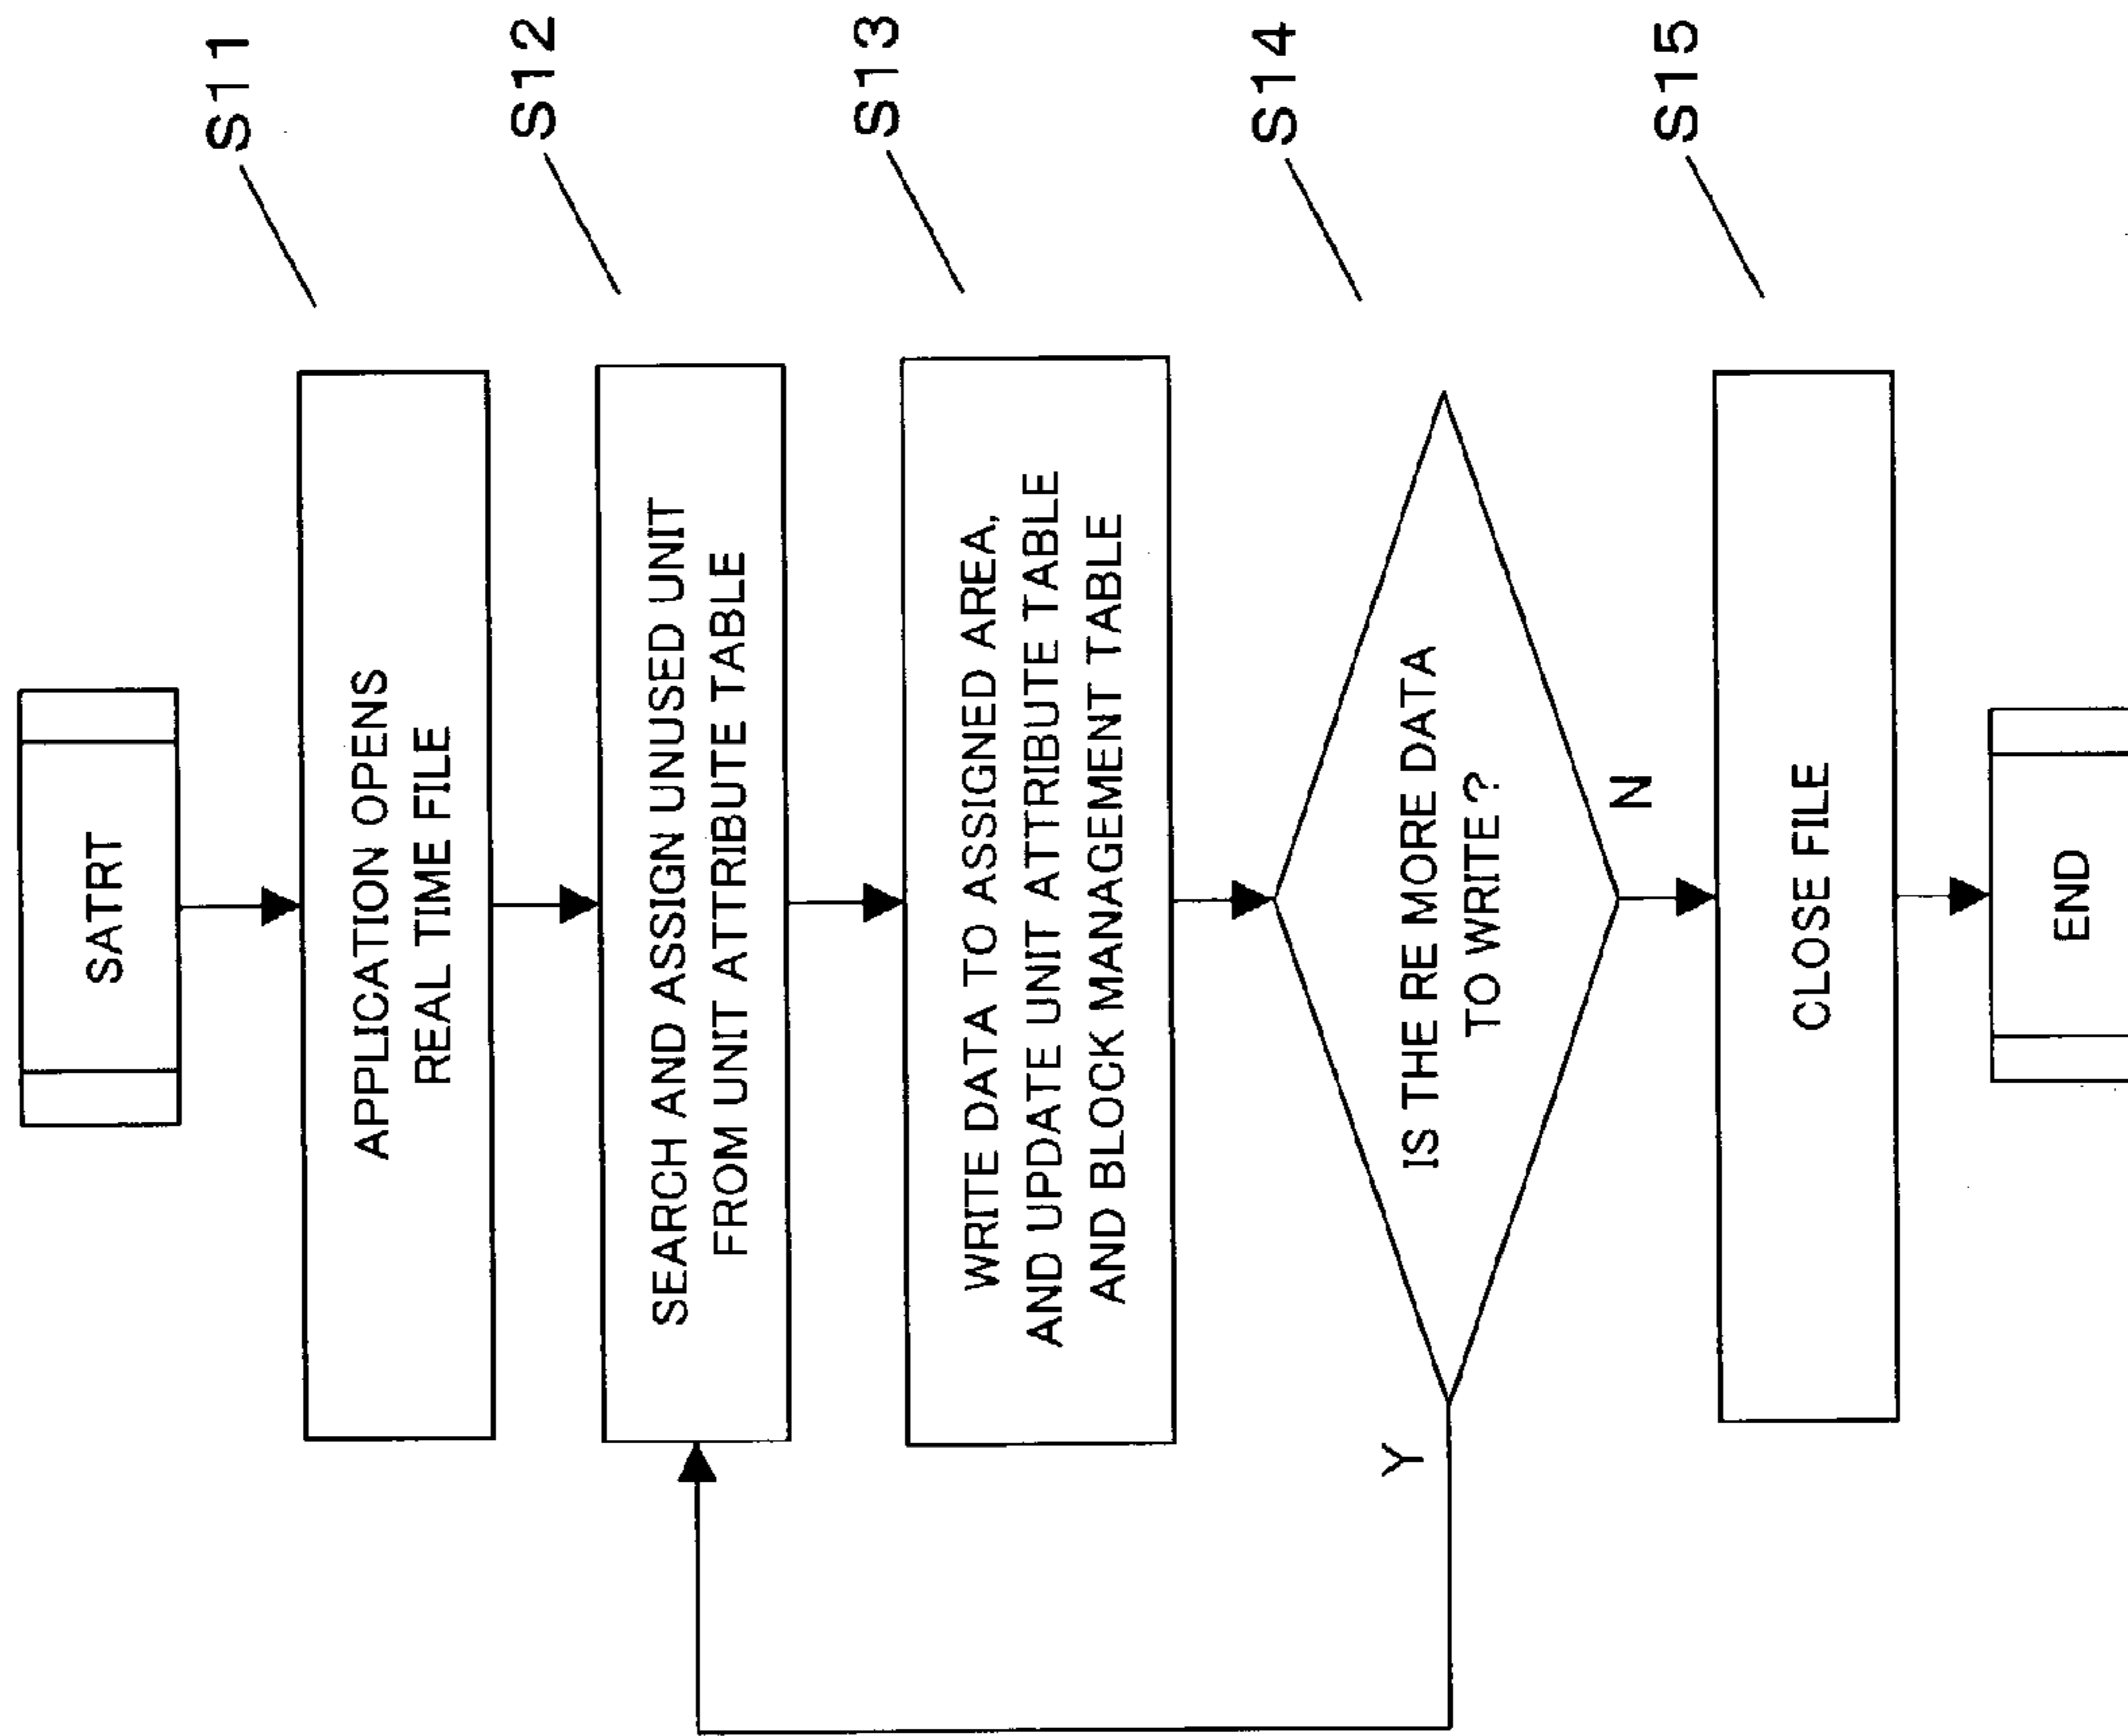 SATRT
APPLICATION OPENS
REAL TIME FILE
S11
SEARCH AND ASSIGN UNUSED UNIT
FROM UNIT ATTRIBUTE TABLE
S12
WRITE DATA TO ASSIGNED AREA,
AND UPDATE UNIT ATTRIBUTE TABLE
AND BLOCK MANAGEMENT TABLE
S13
IS THE RE MORE DATA
TO WRITE ?
S14
Y
N
CLOSE FILE
S15
END